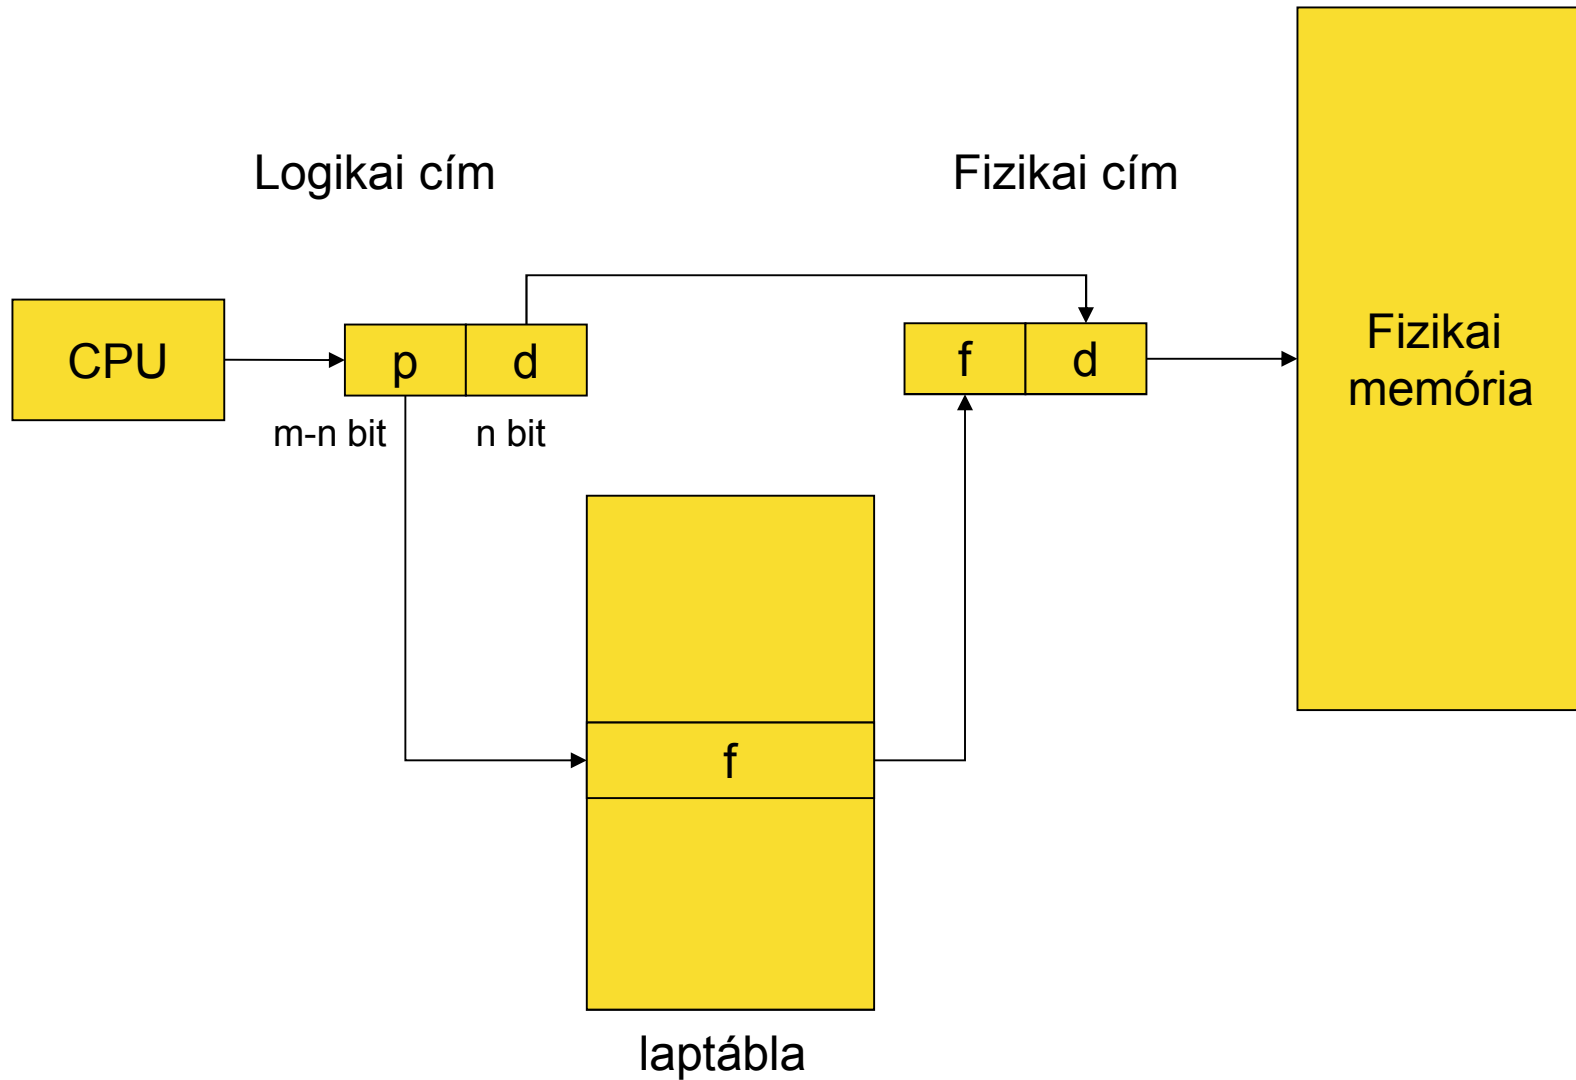 Logikai cím
Fizikai cím
CPU
p
d
f
d
Fizikai
memória
m-n bit
n bit
f
laptábla